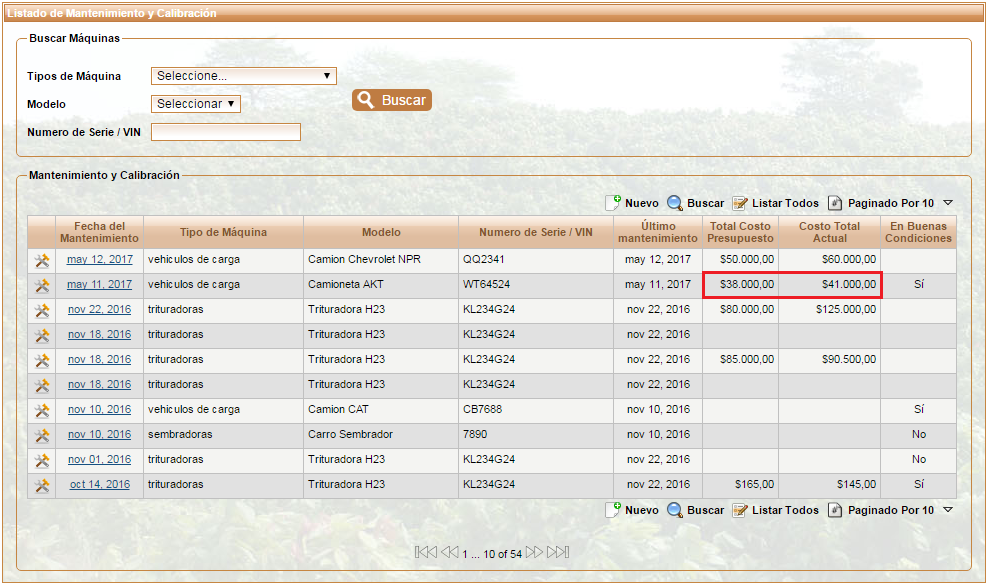 Listado de Mantenimiento y Calibración
Buscar Máquinas
Tipos de Máquina Seleccione...
Modelo Seleccionar
Buscar
Numero de Serie / VIN
Mantenimiento y Calibración
Nuevo Buscar Listar Todos Paginado Por 10
Fecha del Mantenimiento Tipo de Máquina Modelo Numero de Serie / VIN Último mantenimiento Total Costo Presupuesto Costo Total Actual En Buenas Condiciones
may 12, 2017 vehiculos de carga Camion Chevrolet NPR QQ2341 may 12, 2017 $50.000,00 $60.000,00
may 11, 2017 vehiculos de carga Camioneta AKT WT64524 may 11, 2017 $38.000,00 $41.000,00 Sí
nov 22, 2016 trituradoras Trituradora H23 KL234G24 nov 22, 2016 $80.000,00 $125.000,00
nov 18, 2016 trituradoras Trituradora H23 KL234G24 nov 22, 2016
nov 18, 2016 trituradoras Trituradora H23 KL234G24 nov 22, 2016 $85.000,00 $90.500,00
nov 18, 2016 trituradoras Trituradora H23 KL234G24 nov 22, 2016
nov 10, 2016 vehiculos de carga Camion CAT CB7688 nov 10, 2016 Sí
nov 10, 2016 sembradoras Carro Sembrador 7890 nov 10, 2016 No
nov 01, 2016 trituradoras Trituradora H23 KL234G24 nov 22, 2016 No
oct 14, 2016 trituradoras Trituradora H23 KL234G24 nov 22, 2016 $165,00 $145,00 Sí
Nuevo Buscar Listar Todos Paginado Por 10
1 ... 10 of 54